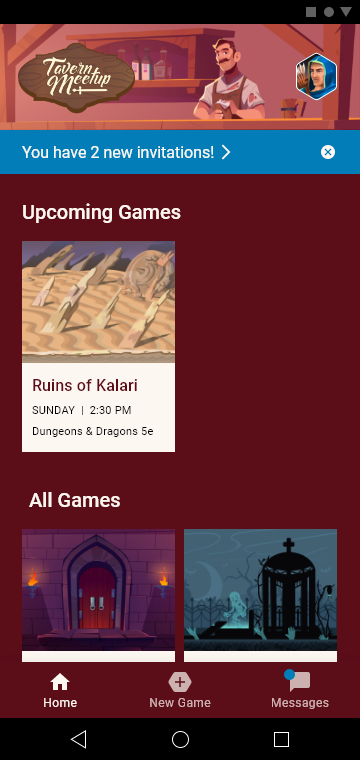 Tavern
Meetup
You have 2 new invitations!
Upcoming Games
Ruins of Kalari
SUNDAY | 2:30 PM
Dungeons & Dragons 5e
All Games
Home
New Game
Messages